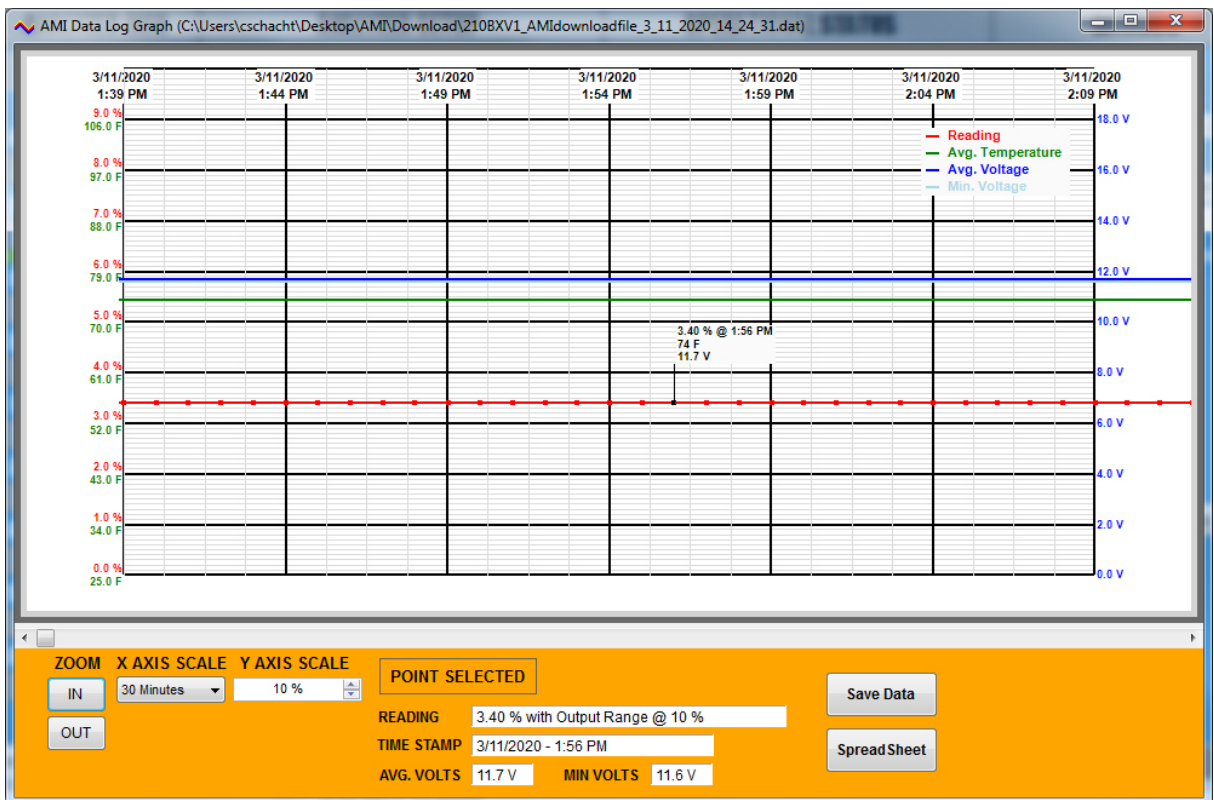 AMI Data Log Graph (C:\Users\cschacht\Desktop\AMI\Download\210BXV1_AMIdownloadfile_3_11_2020_14_24_31.dat)
3/11/2020 3/11/2020 3/11/2020 3/11/2020 3/11/2020 3/11/2020 3/11/2020
1:39 PM 1:44 PM 1:49 PM 1:54 PM 1:59 PM 2:04 PM 2:09 PM
9.0 %
106.0 F
18.0 V
Reading
Avg. Temperature
Avg. Voltage
Min. Voltage
8.0 %
97.0 F
16.0 V
7.0 %
88.0 F
14.0 V
6.0 %
79.0 F
12.0 V
5.0 %
70.0 F
10.0 V
3.40 % @ 1:56 PM
74 F
11.7 V
4.0 %
61.0 F
8.0 V
3.0 %
52.0 F
6.0 V
2.0 %
43.0 F
4.0 V
1.0 %
34.0 F
2.0 V
0.0 %
25.0 F
0.0 V
ZOOM X AXIS SCALE Y AXIS SCALE
IN 30 Minutes 10 %
OUT
POINT SELECTED
READING 3.40 % with Output Range @ 10 %
TIME STAMP 3/11/2020 - 1:56 PM
AVG. VOLTS 11.7 V MIN VOLTS 11.6 V
Save Data
SpreadSheet